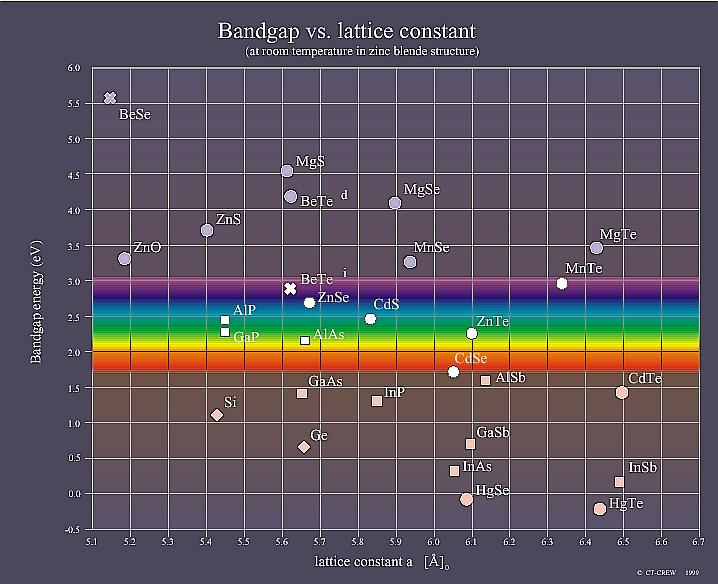 Bandgap vs. lattice constant
(at room temperature in zinc blende structure)
Bandgap energy (eV)
6.0
5.5
5.0
4.5
4.0
3.5
3.0
2.5
2.0
1.5
1.0
0.5
0.0
-0.5
BeSe
MgS
BeTe d
MgSe
ZnS
ZnO
MnSe
MgTe
MnTe
BeTe i
ZnSe
CdS
AlP
GaP
AlAs
ZnTe
CdSe
AlSb
CdTe
GaAs
InP
Si
Ge
GaSb
InAs
InSb
HgSe
HgTe
5.1 5.2 5.3 5.4 5.5 5.6 5.7 5.8 5.9 6.0 6.1 6.2 6.3 6.4 6.5 6.6 6.7
lattice constant a [Å]o
© CT-CREW 1999